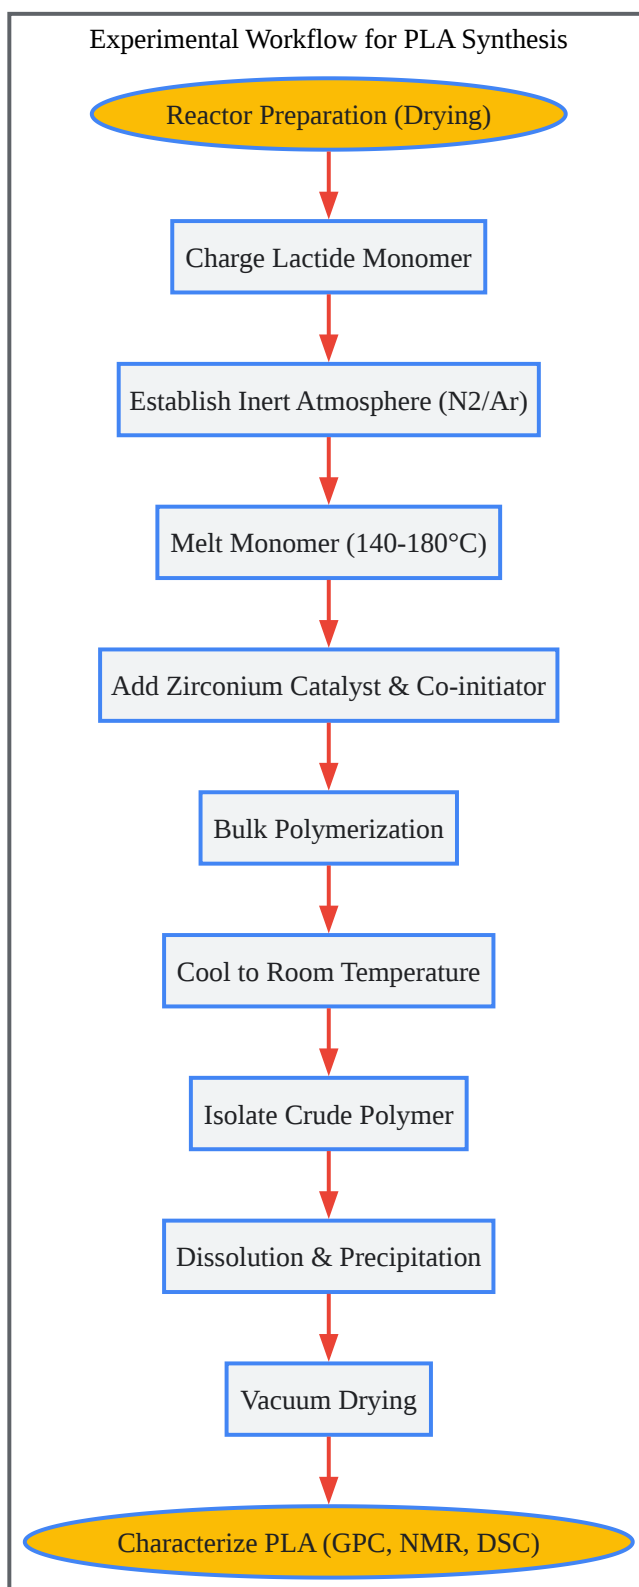 Experimental Workflow for PLA Synthesis
Reactor Preparation (Drying)
Charge Lactide Monomer
Establish Inert Atmosphere (N2/Ar)
Melt Monomer (140-180°C)
Add Zirconium Catalyst & Co-initiator
Bulk Polymerization
Cool to Room Temperature
Isolate Crude Polymer
Dissolution & Precipitation
Vacuum Drying
Characterize PLA (GPC, NMR, DSC)